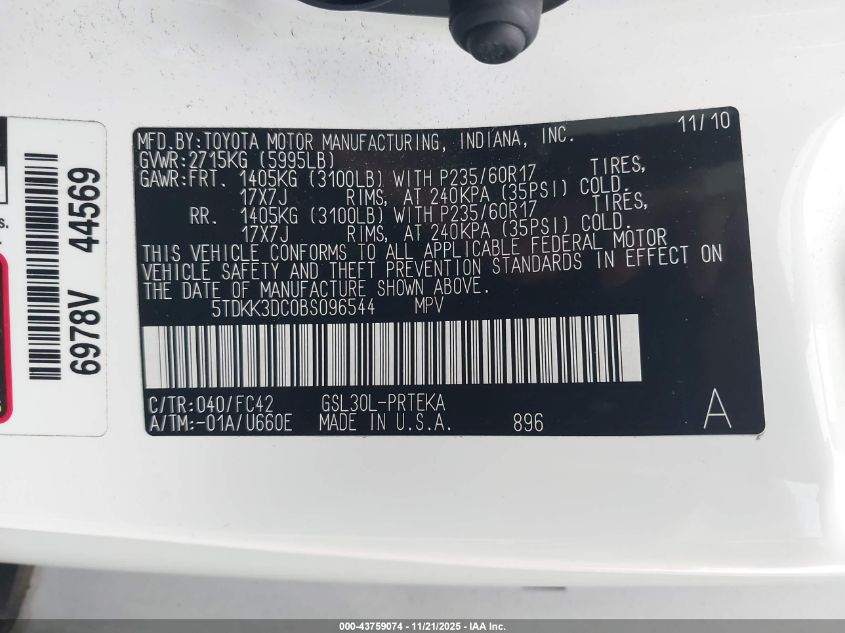 MFD.BY:TOYOTA MOTOR MANUFACTURING, INDIANA, INC. 11/10
GVWR:2715KG (5995LB)
GAWR:FRT. 1405KG (3100LB) WITH P235/60R17 TIRES,
17X7J RIMS, AT 240KPA (35PSI) COLD.
RR. 1405KG (3100LB) WITH P235/60R17 TIRES,
17X7J RIMS, AT 240KPA (35PSI) COLD.
THIS VEHICLE CONFORMS TO ALL APPLICABLE FEDERAL MOTOR
VEHICLE SAFETY AND THEFT PREVENTION STANDARDS IN EFFECT ON
THE DATE OF MANUFACTURE SHOWN ABOVE.
5TDKK3DC0BS096544 MPV
C/TR:040/FC42 GSL30L-PRTEKA
A/TM:-01A/U660E MADE IN U.S.A. 896 A
6978V 44569
s.
000-43759074 - 11/21/2025 - IAA Inc.